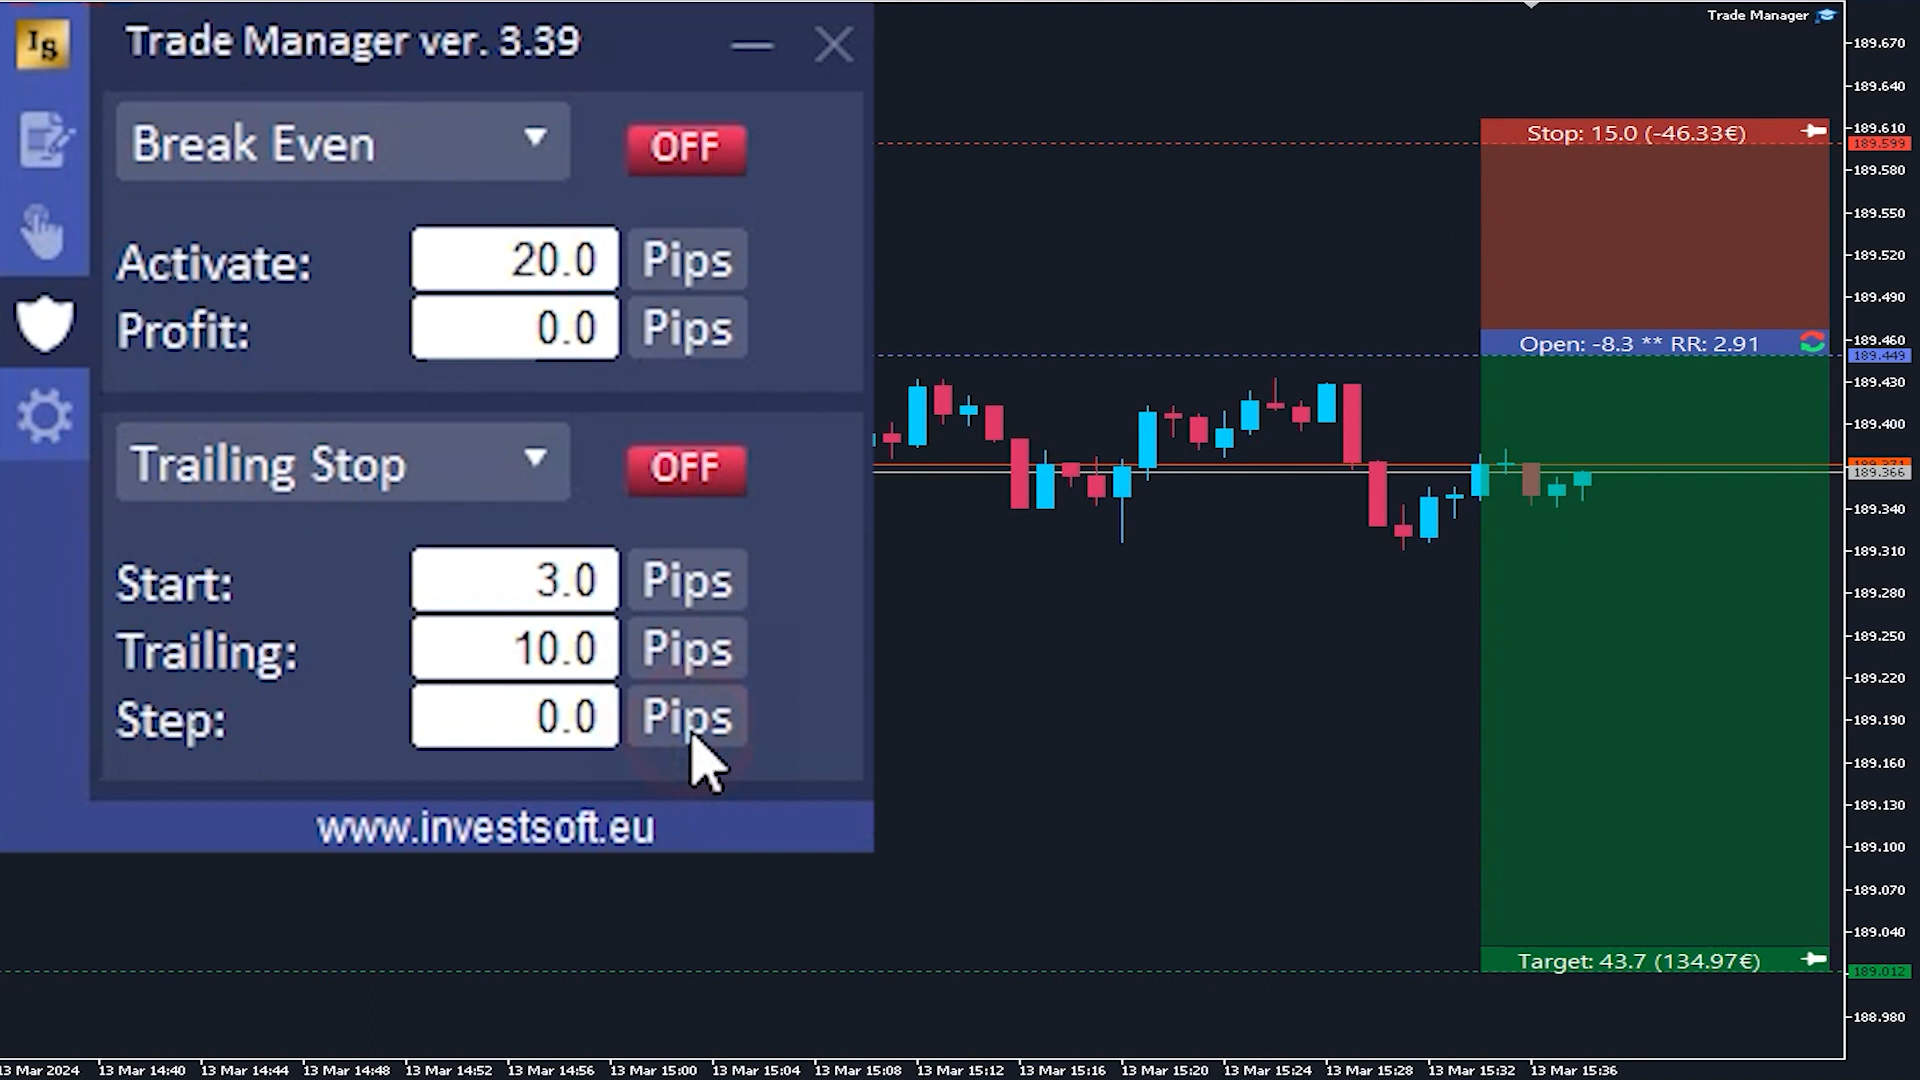 IS
Trade Manager ver. 3.39
Break Even
OFF
Activate: 20.0 Pips
Profit: 0.0 Pips
Trailing Stop
OFF
Start: 3.0 Pips
Trailing: 10.0 Pips
Step: 0.0 Pips
www.investsoft.eu
Trade Manager
Stop: 15.0 (-46.33€)
Open: -8.3 ** RR: 2.91
Target: 43.7 (134.97€)
189.670
189.640
189.610
189.599
189.580
189.550
189.520
189.490
189.460
189.449
189.430
189.400
189.366
189.340
189.310
189.280
189.250
189.220
189.190
189.160
189.130
189.100
189.070
189.040
189.012
188.980
13 Mar 2024 13 Mar 14:40 13 Mar 14:44 13 Mar 14:48 13 Mar 14:52 13 Mar 14:56 13 Mar 15:00 13 Mar 15:04 13 Mar 15:08 13 Mar 15:12 13 Mar 15:16 13 Mar 15:20 13 Mar 15:24 13 Mar 15:28 13 Mar 15:32 13 Mar 15:36